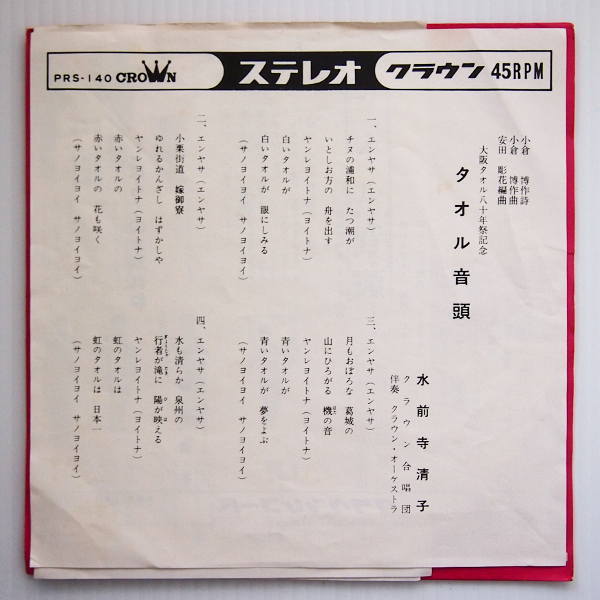 PRS-140 CROWN ステレオ クラウン 45RPM
小倉 博作詩
小倉 博作曲
安田 彫花編曲
大阪タオル八十年祭記念
タオル音頭
水前寺清子
クラウン合唱団
伴奏 クラウン・オーケストラ
一、エンヤサ(エンヤサ)
チヌの浦和に たつ潮が
いとしお方の 舟を出す
ヤンレヨイトナ(ヨイトナ)
白いタオルが
白いタオルが 眼にしみる
(サノヨイヨイ サノヨイヨイ)
二、エンヤサ(エンヤサ)
小栗街道 嫁御寮
ゆれるかんざし はずかしや
ヤンレヨイトナ(ヨイトナ)
赤いタオルの
赤いタオルの 花も咲く
(サノヨイヨイ サノヨイヨイ)
三、エンヤサ(エンヤサ)
月もおぼろな 葛城の
山にひろがる 機の音
ヤンレヨイトナ(ヨイトナ)
青いタオルが
青いタオルが 夢をよぶ
(サノヨイヨイ サノヨイヨイ)
四、エンヤサ(エンヤサ)
水も清らか 泉州の
行者が滝に 陽が映える
ヤンレヨイトナ(ヨイトナ)
虹のタオルは
虹のタオルは 日本一
(サノヨイヨイ サノヨイヨイ)